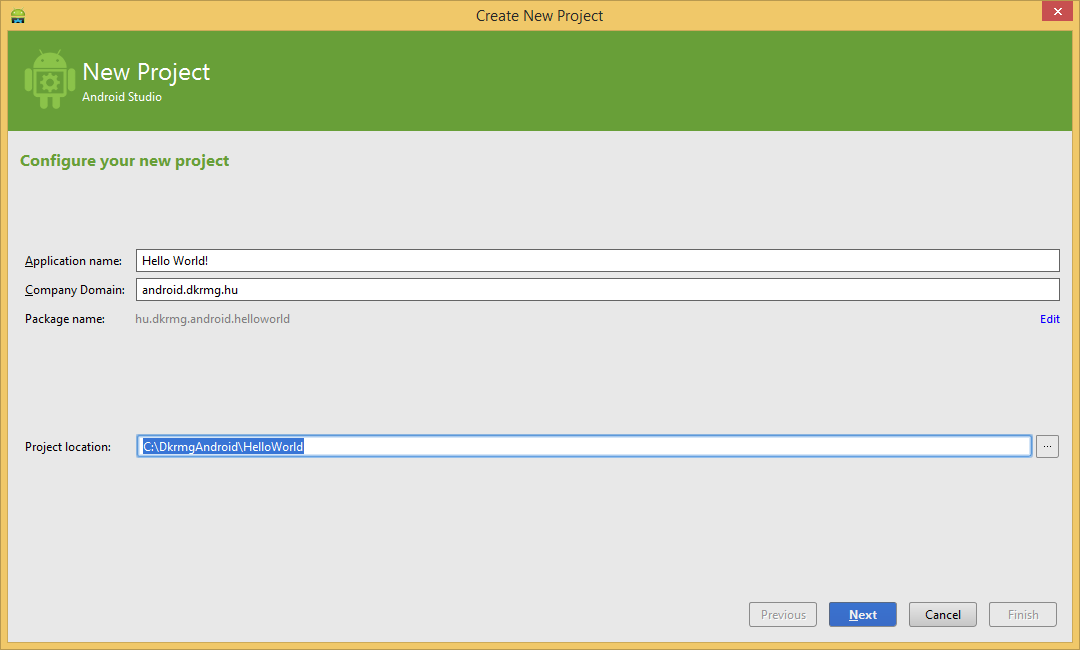 Create New Project
New Project
Android Studio
Configure your new project
Application name: Hello World!
Company Domain: android.dkrmg.hu
Package name: hu.dkrmg.android.helloworld Edit
Project location: C:\DkrmgAndroid\HelloWorld ...
Previous Next Cancel Finish